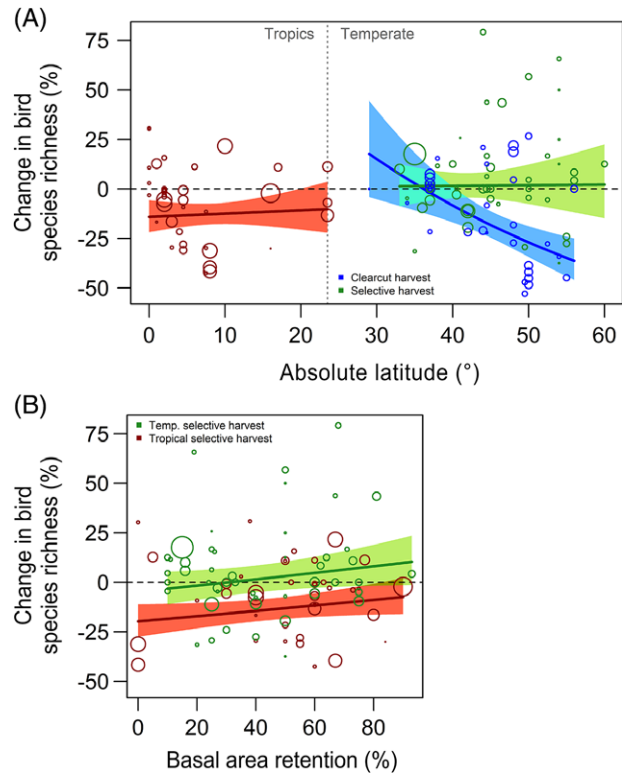 (A)
Tropics
Temperate
Change in bird
species richness (%)
75
50
25
0
-25
-50
Clearcut harvest
Selective harvest
0
10
20
30
40
50
60
Absolute latitude (°)
(B)
Temp. selective harvest
Tropical selective harvest
Change in bird
species richness (%)
75
50
25
0
-25
-50
0
20
40
60
80
Basal area retention (%)